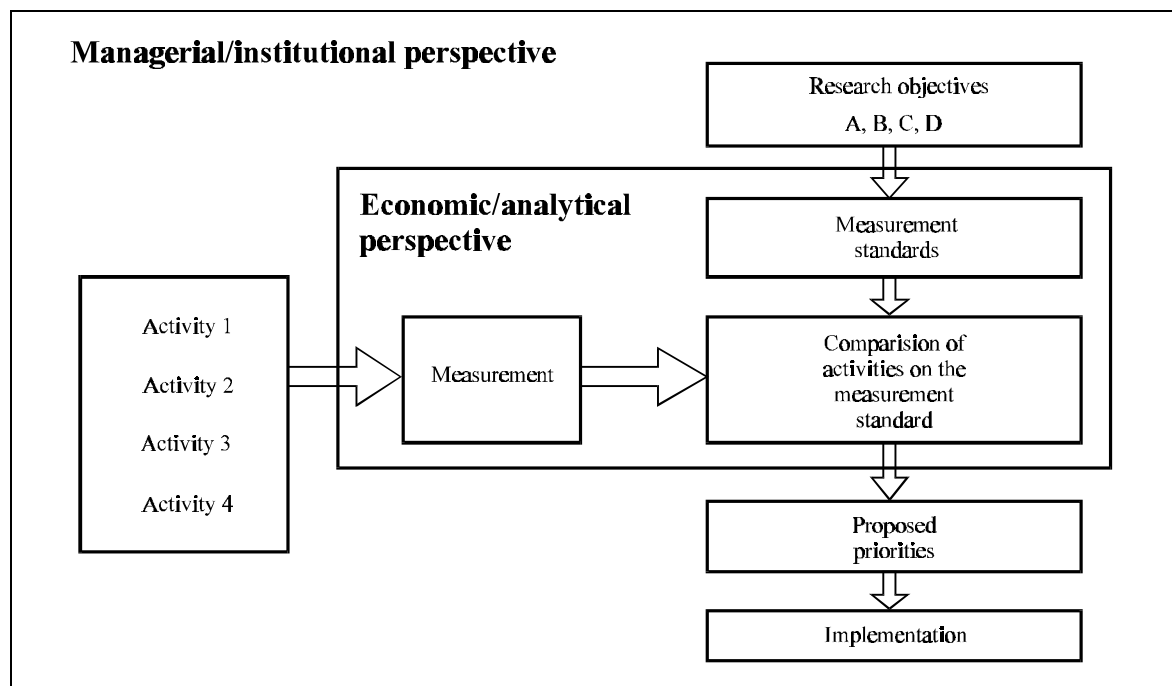 Managerial/institutional perspective
Research objectives
A, B, C, D
Economic/analytical
perspective
Measurement
standards
Activity 1
Activity 2
Activity 3
Activity 4
Measurement
Comparision of
activities on the
measurement
standard
Proposed
priorities
Implementation